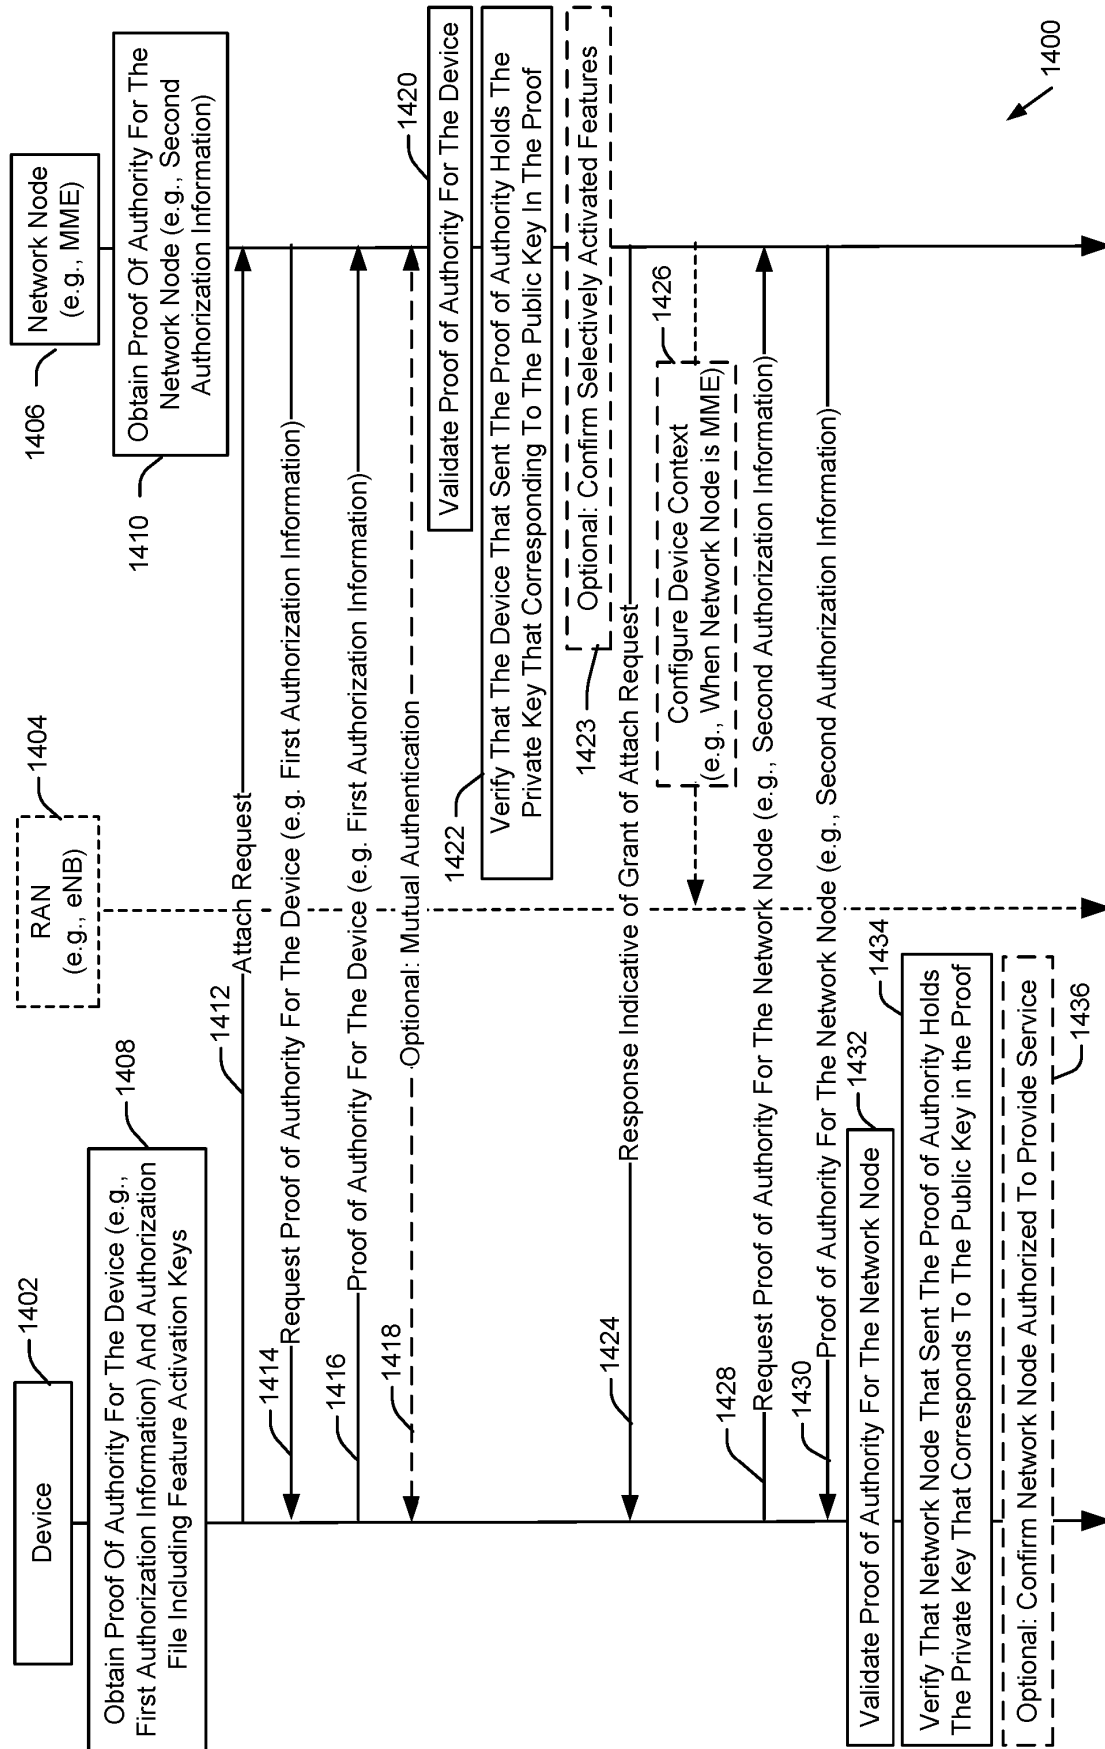 Device
1402
RAN
(e.g., eNB)
1404
Network Node
(e.g., MME)
1406
Obtain Proof Of Authority For The Device (e.g.,
First Authorization Information) And Authorization
File Including Feature Activation Keys
1408
Obtain Proof Of Authority For The
Network Node (e.g., Second
Authorization Information)
1410
1412
Attach Request
1414
Request Proof of Authority For The Device (e.g. First Authorization Information)
1416
Proof of Authority For The Device (e.g. First Authorization Information)
1418
Optional: Mutual Authentication
1420
Validate Proof of Authority For The Device
1422
Verify That The Device That Sent The Proof of Authority Holds The
Private Key That Corresponding To The Public Key In The Proof
1423
Optional: Confirm Selectively Activated Features
1424
Response Indicative of Grant of Attach Request
1426
Configure Device Context
(e.g., When Network Node is MME)
1428
Request Proof of Authority For The Network Node (e.g., Second Authorization Information)
1430
Proof of Authority For The Network Node (e.g., Second Authorization Information)
1432
Validate Proof of Authority For The Network Node
1434
Verify That Network Node That Sent The Proof of Authority Holds
The Private Key That Corresponds To The Public Key in the Proof
Optional: Confirm Network Node Authorized To Provide Service
1436
1400